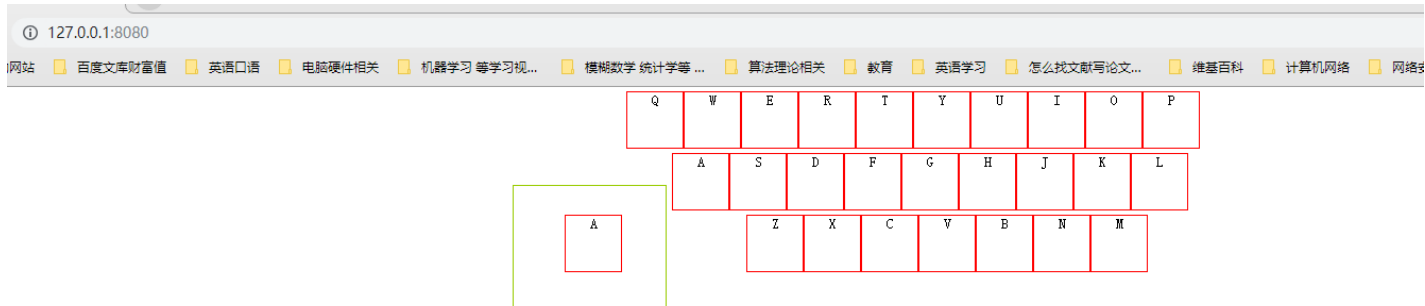 127.0.0.1:8080
网站 百度文库财富值 英语口语 电脑硬件相关 机器学习 等学习视... 模糊数学 统计学等 ... 算法理论相关 教育 英语学习 怎么找文献写论文... 维基百科 计算机网络 网络
Q W E R T Y U I O P
A S D F G H J K L
A Z X C V B N M